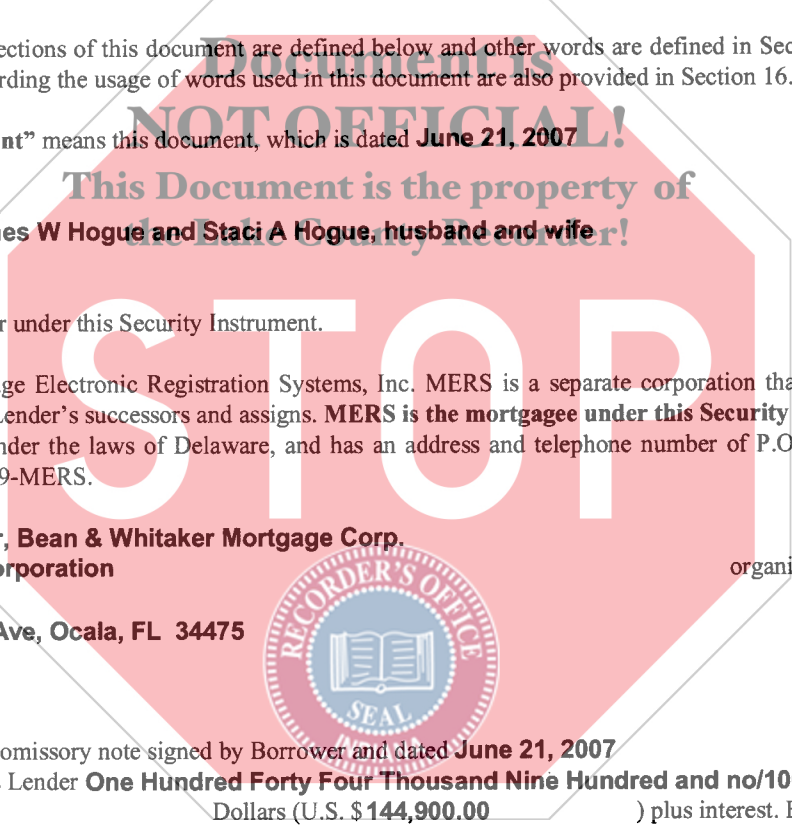 ections of this document are defined below and other words are defined in Sec
rding the usage of words used in this document are also provided in Section 16.
Document is
NOT OFFICIAL!
This Document is the property of
the Lake County Recorder!
nt” means this document, which is dated June 21, 2007
nes W Hogue and Staci A Hogue, husband and wife
r under this Security Instrument.
STOP
ge Electronic Registration Systems, Inc. MERS is a separate corporation tha
Lender’s successors and assigns. MERS is the mortgagee under this Security
nder the laws of Delaware, and has an address and telephone number of P.O
9-MERS.
r, Bean & Whitaker Mortgage Corp.
orporation organi
Ave, Ocala, FL 34475
RECORDER'S OFFICE
SEAL
INDIANA
omissory note signed by Borrower and dated June 21, 2007
s Lender One Hundred Forty Four Thousand Nine Hundred and no/10
Dollars (U.S. $144,900.00 ) plus interest. B